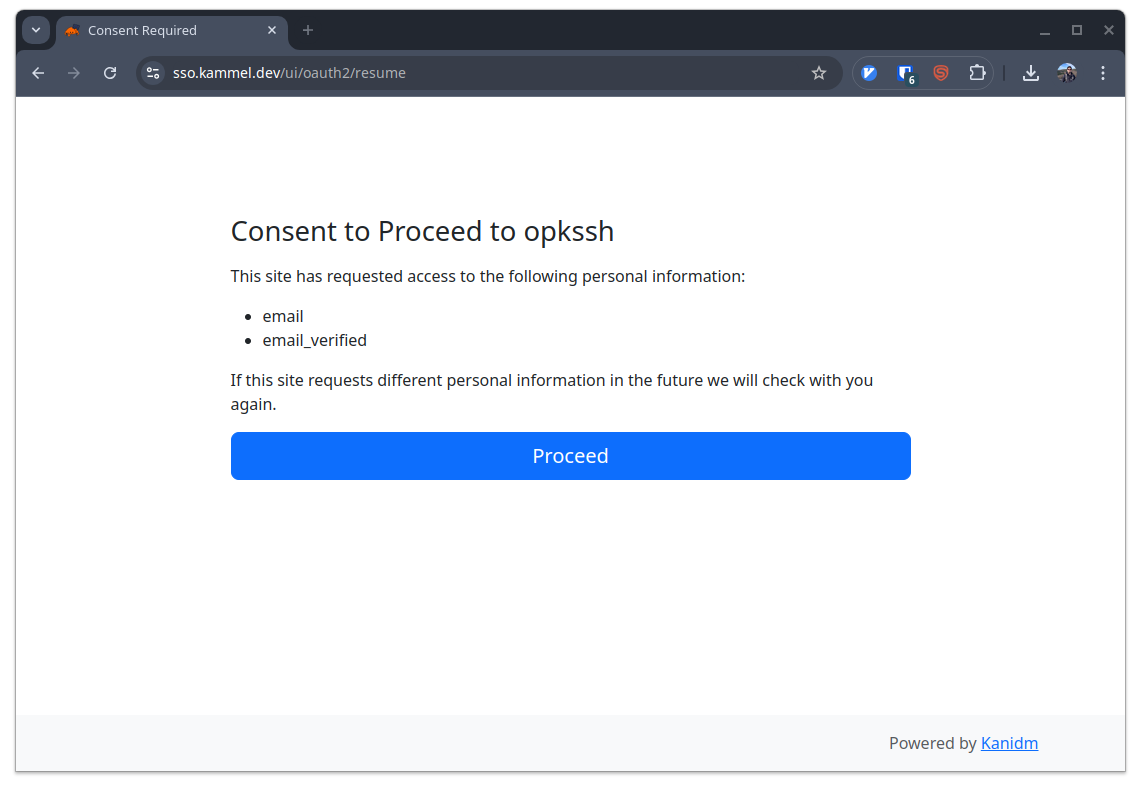 Consent Required
sso.kammel.dev/ui/oauth2/resume
6
Consent to Proceed to opkssh
This site has requested access to the following personal information:
email
email_verified
If this site requests different personal information in the future we will check with you
again.
Proceed
Powered by Kanidm